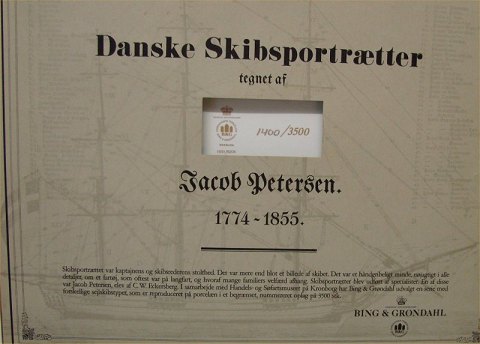 Danske Skibsportrætter
tegnet af
BING
1400/3500
Jacob Petersen.
1774 - 1855.
Skibsportrættet var kaptajnens og skibsrederens stolthed. Det var mere end blot et billede af skibet. Det var et håndgribeligt minde, nøjagtigt i alle
detaljer, om et fartøj, som oftest var på langfart, og hvoraf mange familiers velfærd afhang. Skibsportrætter blev udført af specialister. En af disse
var Jacob Petersen, elev af C.W. Eckersberg. I samarbejde med Handels- og Søfartsmuseet på Kronborg har Bing & Grøndahl udvalgt en serie med
forskellige sejlskibstyper, som er reproduceret på porcelæn i et begrænset, nummereret oplag på 3500 stk.
BING & GRØNDAHL